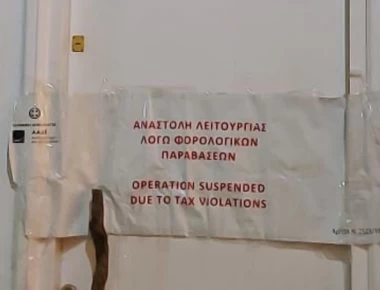 Α.Α.Δ.Ε.
ΑΝΑΣΤΟΛΗ ΛΕΙΤΟΥΡΓΙΑΣ
ΛΟΓΩ ΦΟΡΟΛΟΓΙΚΩΝ
ΠΑΡΑΒΑΣΕΩΝ
OPERATION SUSPENDED
DUE TO TAX VIOLATIONS